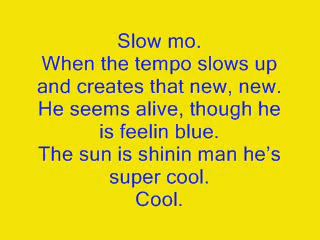 Slow mo.
When the tempo slows up
and creates that new, new.
He seems alive, though he
is feelin blue.
The sun is shinin man he's
super cool.
Cool.